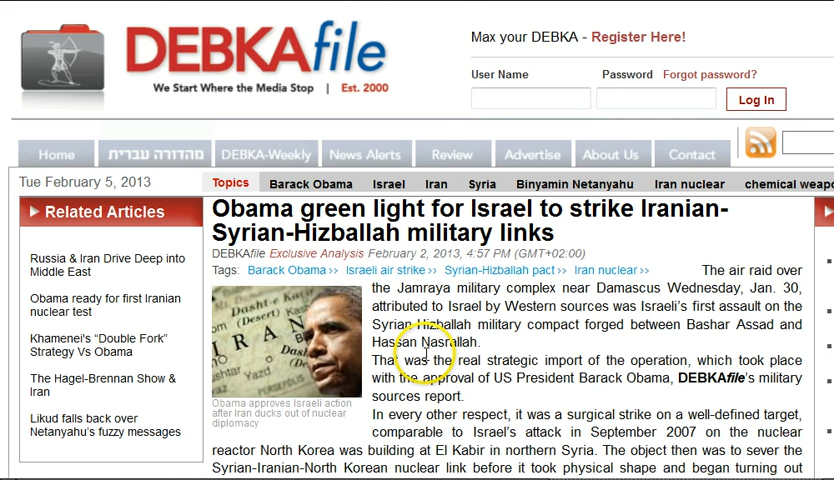 DEBKAfile
We Start Where the Media Stop | Est. 2000
Max your DEBKA - Register Here!
User Name Password Forgot password?
Log In
Home מהדורה עברית DEBKA-Weekly News Alerts Review Advertise About Us Contact
Tue February 5, 2013
Topics Barack Obama Israel Iran Syria Binyamin Netanyahu Iran nuclear chemical weapo
Related Articles
Russia & Iran Drive Deep into
Middle East
Obama ready for first Iranian
nuclear test
Khamenei's "Double Fork"
Strategy Vs Obama
The Hagel-Brennan Show &
Iran
Likud falls back over
Netanyahu's fuzzy messages
Obama green light for Israel to strike Iranian-
Syrian-Hizballah military links
DEBKAfile Exclusive Analysis February 2, 2013, 4:57 PM (GMT+02:00)
Tags: Barack Obama ›› Israeli air strike ›› Syrian-Hizballah pact ›› Iran nuclear ››
Dasht-e Kavir
(Desert) Kavir
IRAN
Obama approves Israeli action
after Iran ducks out of nuclear
diplomacy
The air raid over
the Jamraya military complex near Damascus Wednesday, Jan. 30,
attributed to Israel by Western sources was Israeli's first assault on the
Syrian-Hizballah military compact forged between Bashar Assad and
Hassan Nasrallah.
That was the real strategic import of the operation, which took place
with the approval of US President Barack Obama, DEBKAfile's military
sources report.
In every other respect, it was a surgical strike on a well-defined target,
comparable to Israel's attack in September 2007 on the nuclear
reactor North Korea was building at El Kabir in northern Syria. The object then was to sever the
Syrian-Iranian-North Korean nuclear link before it took physical shape and began turning out